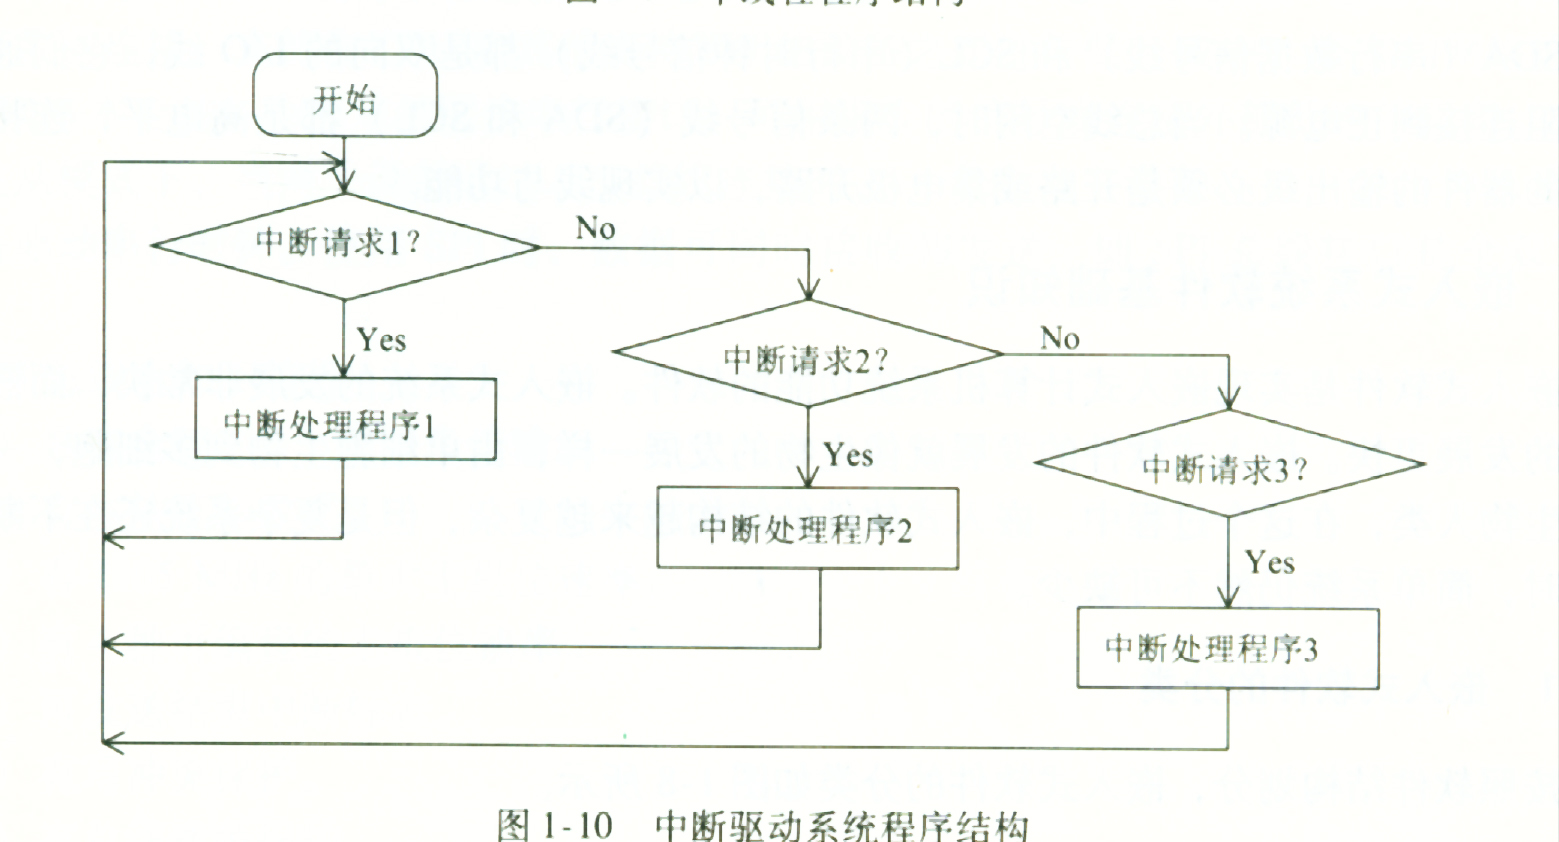 开始
中断请求1?
No
Yes
中断处理程序1
中断请求2?
No
Yes
中断处理程序2
中断请求3?
Yes
中断处理程序3
图1-10 中断驱动系统程序结构